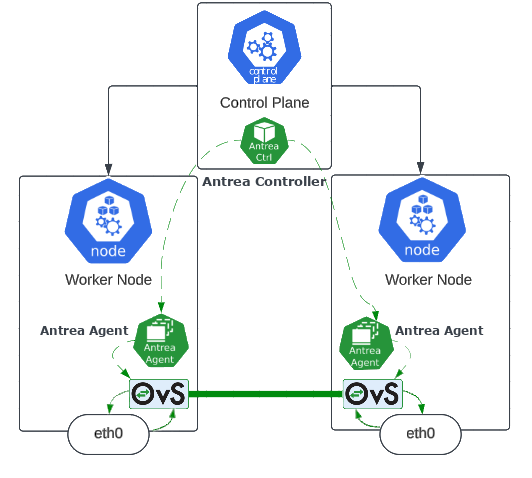 control
plane
Control Plane
Antrea
Ctrl
Antrea Controller
node
Worker Node
node
Worker Node
Antrea Agent
Antrea
Agent
Antrea
Agent
Antrea Agent
OvS
OvS
eth0
eth0